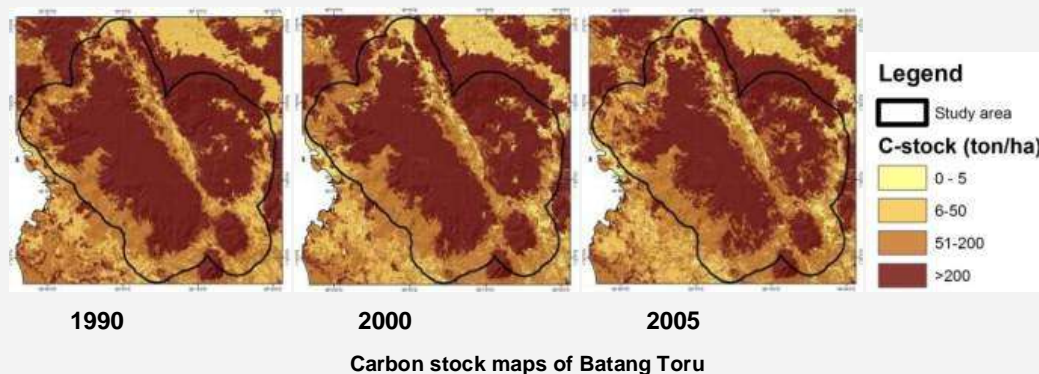 Legend
Study area
C-stock (ton/ha)
0 - 5
6-50
51-200
>200
1990 2000 2005
Carbon stock maps of Batang Toru